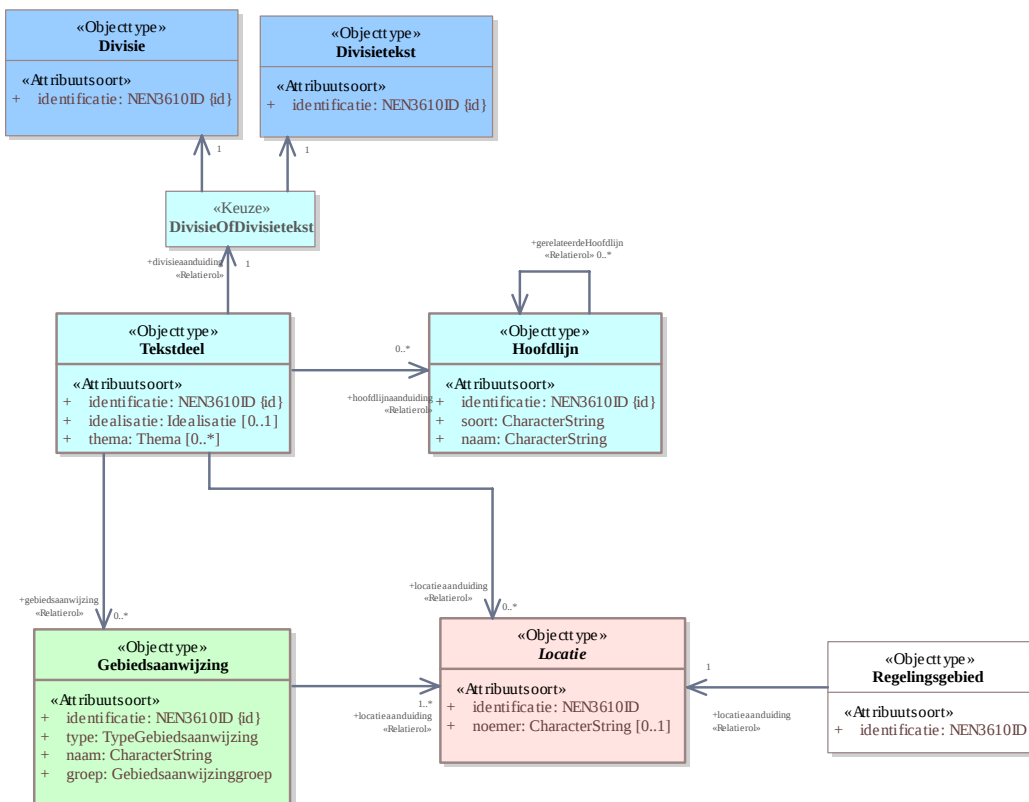 «Objecttype»
Divisie
«Attribuutsoort»
+ identificatie: NEN3610ID {id}
«Objecttype»
Divisietekst
«Attribuutsoort»
+ identificatie: NEN3610ID {id}
1
1
«Keuze»
DivisieOfDivisietekst
+divisieaanduiding
«Relatierol»
1
+gerelateerdeHoofdlijn
«Relatierol» 0..*
«Objecttype»
Tekstdeel
«Attribuutsoort»
+ identificatie: NEN3610ID {id}
+ idealisatie: Idealisatie [0..1]
+ thema: Thema [0..*]
0..*
+hoofdlijnaanduiding
«Relatierol»
«Objecttype»
Hoofdlijn
«Attribuutsoort»
+ identificatie: NEN3610ID {id}
+ soort: CharacterString
+ naam: CharacterString
+gebiedsaanwijzing
«Relatierol»
0..*
+locatieaanduiding
«Relatierol»
0..*
«Objecttype»
Gebiedsaanwijzing
«Attribuutsoort»
+ identificatie: NEN3610ID {id}
+ type: TypeGebiedsaanwijzing
+ naam: CharacterString
+ groep: Gebiedsaanwijzinggroep
1..*
+locatieaanduiding
«Relatierol»
«Objecttype»
Locatie
«Attribuutsoort»
+ identificatie: NEN3610ID
+ noemer: CharacterString [0..1]
1
+locatieaanduiding
«Relatierol»
«Objecttype»
Regelingsgebied
«Attribuutsoort»
+ identificatie: NEN3610ID